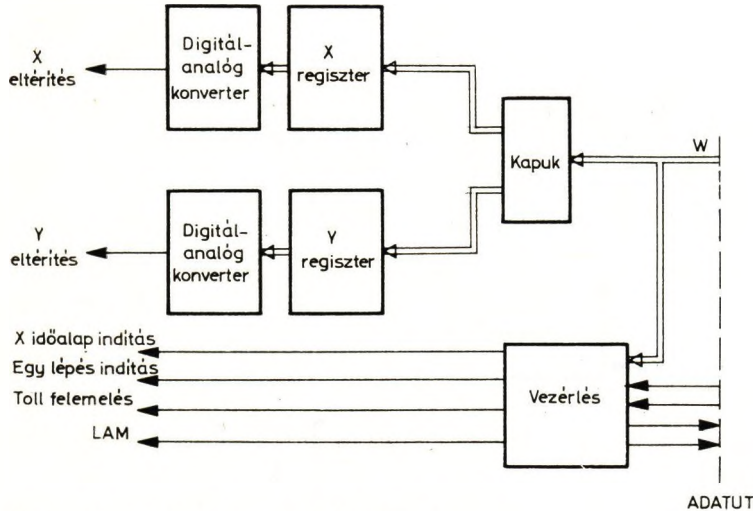 X
eltérítés
Digitál-
analóg
konverter
X
regiszter
Kapuk
W
Y
eltérítés
Digitál-
analóg
konverter
Y
regiszter
X időalap indítás
Egy lépés indítás
Toll felemelés
LAM
Vezérlés
ADATUT